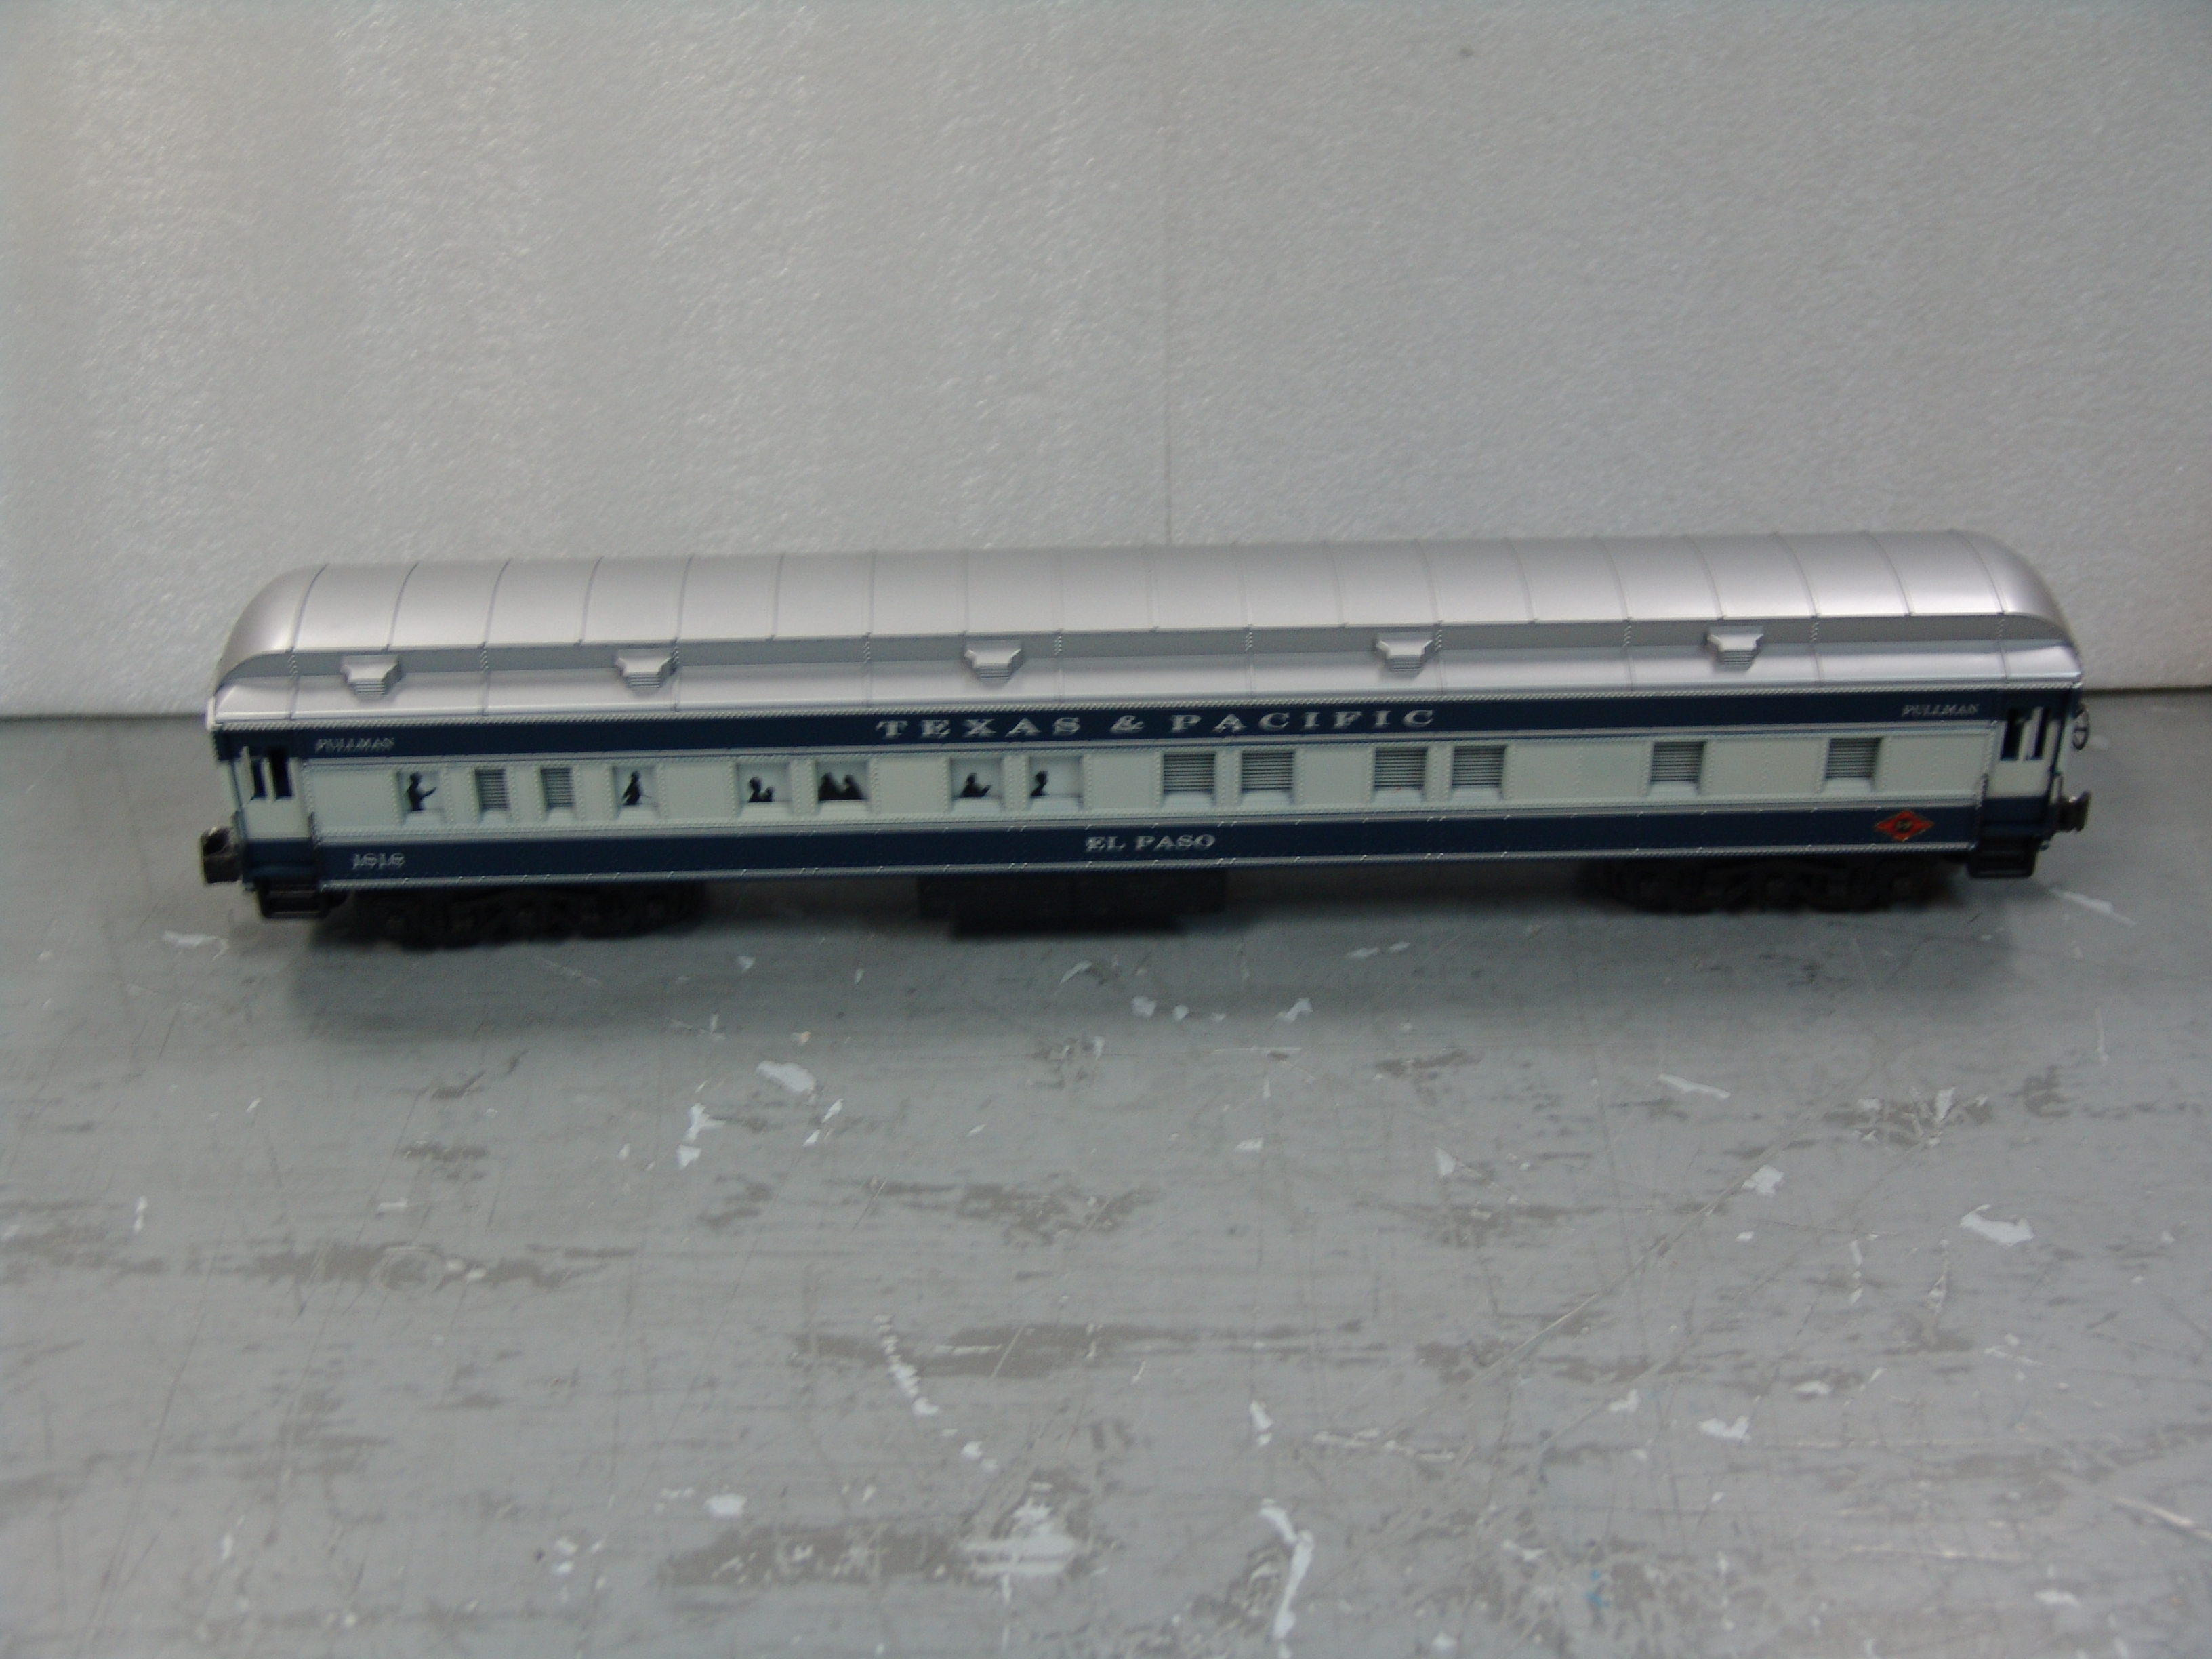 TEXAS & PACIFIC
PULLMAN
PULLMAN
EL PASO
1818